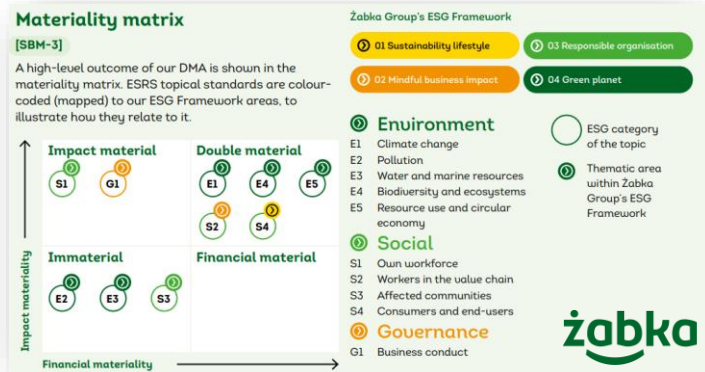 Materiality matrix
[SBM-3]
A high-level outcome of our DMA is shown in the
materiality matrix. ESRS topical standards are colour-
coded (mapped) to our ESG Framework areas, to
illustrate how they relate to it.
Impact materiality
Impact material
S1
G1
Double material
E1
E4
E5
S2
S4
Immaterial
E2
E3
S3
Financial material
Financial materiality
Żabka Group's ESG Framework
01 Sustainability lifestyle
03 Responsible organisation
02 Mindful business impact
04 Green planet
Environment
E1 Climate change
E2 Pollution
E3 Water and marine resources
E4 Biodiversity and ecosystems
E5 Resource use and circular
economy
Social
S1 Own workforce
S2 Workers in the value chain
S3 Affected communities
S4 Consumers and end-users
Governance
G1 Business conduct
ESG category
of the topic
Thematic area
within Żabka
Group's ESG
Framework
żabka